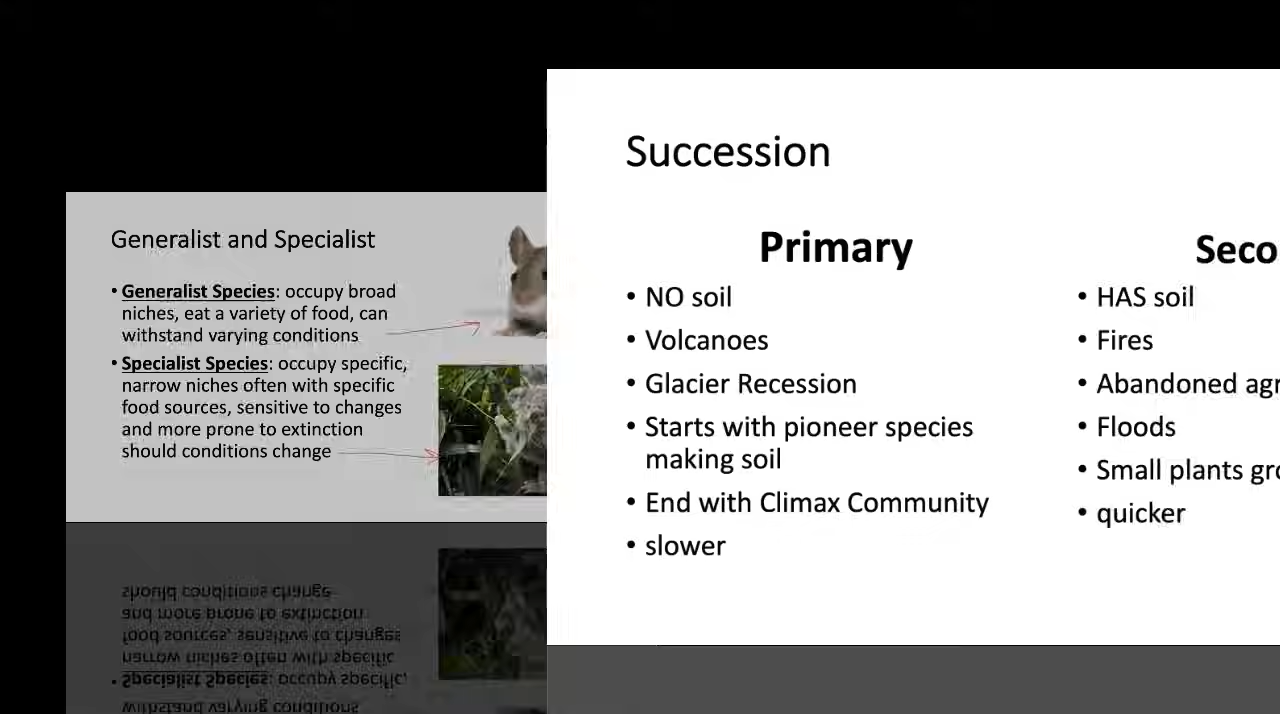 Generalist and Specialist
• Generalist Species: occupy broad
niches, eat a variety of food, can
withstand varying conditions
• Specialist Species: occupy specific,
narrow niches often with specific
food sources, sensitive to changes
and more prone to extinction
should conditions change
Succession
Primary
• NO soil
• Volcanoes
• Glacier Recession
• Starts with pioneer species
making soil
• End with Climax Community
• slower
Seco
• HAS soil
• Fires
• Abandoned agr
• Floods
• Small plants gro
• quicker